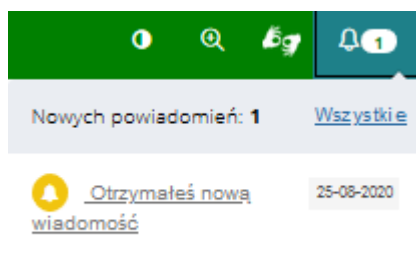 1
Nowych powiadomień: 1 Wszystkie
Otrzymałeś nową 25-08-2020
wiadomość